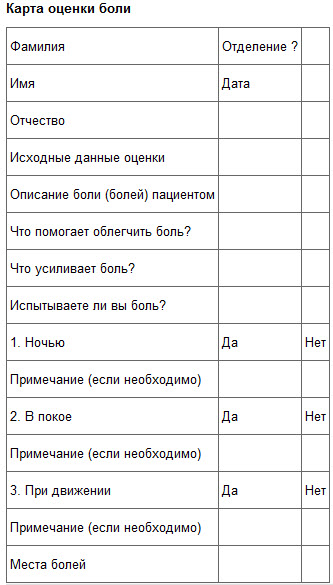 Карта оценки боли
Фамилия Отделение ?
Имя Дата
Отчество
Исходные данные оценки
Описание боли (болей) пациентом
Что помогает облегчить боль?
Что усиливает боль?
Испытываете ли вы боль?
1. Ночью Да Нет
Примечание (если необходимо)
2. В покое Да Нет
Примечание (если необходимо)
3. При движении Да Нет
Примечание (если необходимо)
Места болей